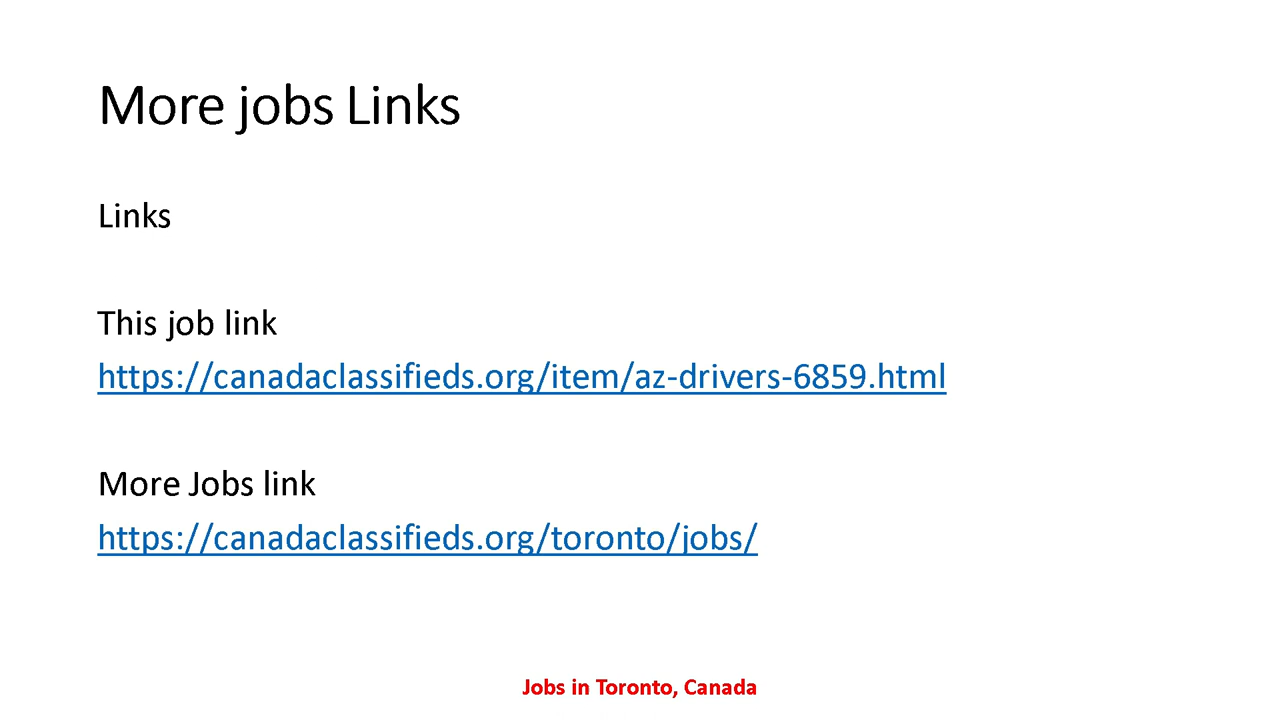 More jobs Links
Links
This job link
https://canadaclassifieds.org/item/az-drivers-6859.html
More Jobs link
https://canadaclassifieds.org/toronto/jobs/
Jobs in Toronto, Canada